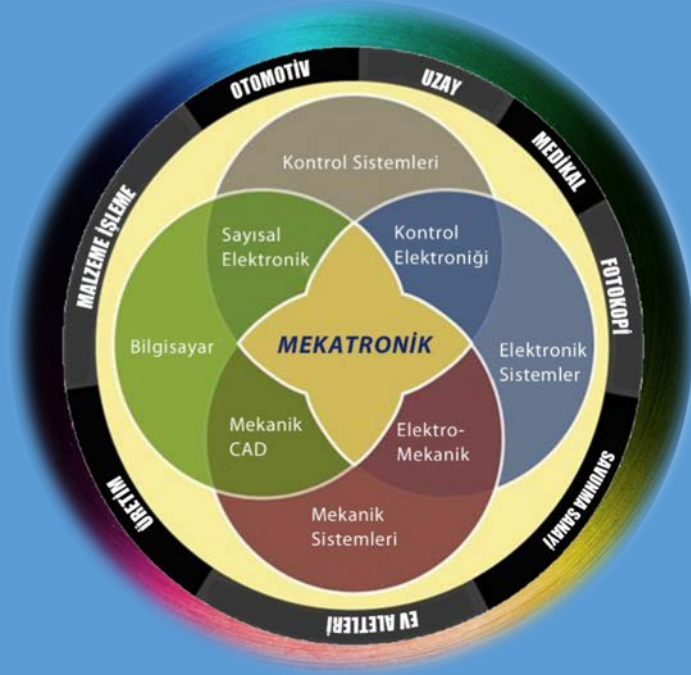 OTOMOTİV
UZAY
MEDİKAL
FOTOKOPİ
SAVUNMA SANAYİ
EV ALETLERİ
ÜRETİM
MALZEME İŞLEME
Kontrol Sistemleri
Sayısal
Elektronik
Kontrol
Elektroniği
Bilgisayar
MEKATRONİK
Elektronik
Sistemler
Mekanik
CAD
Elektro-
Mekanik
Mekanik
Sistemleri